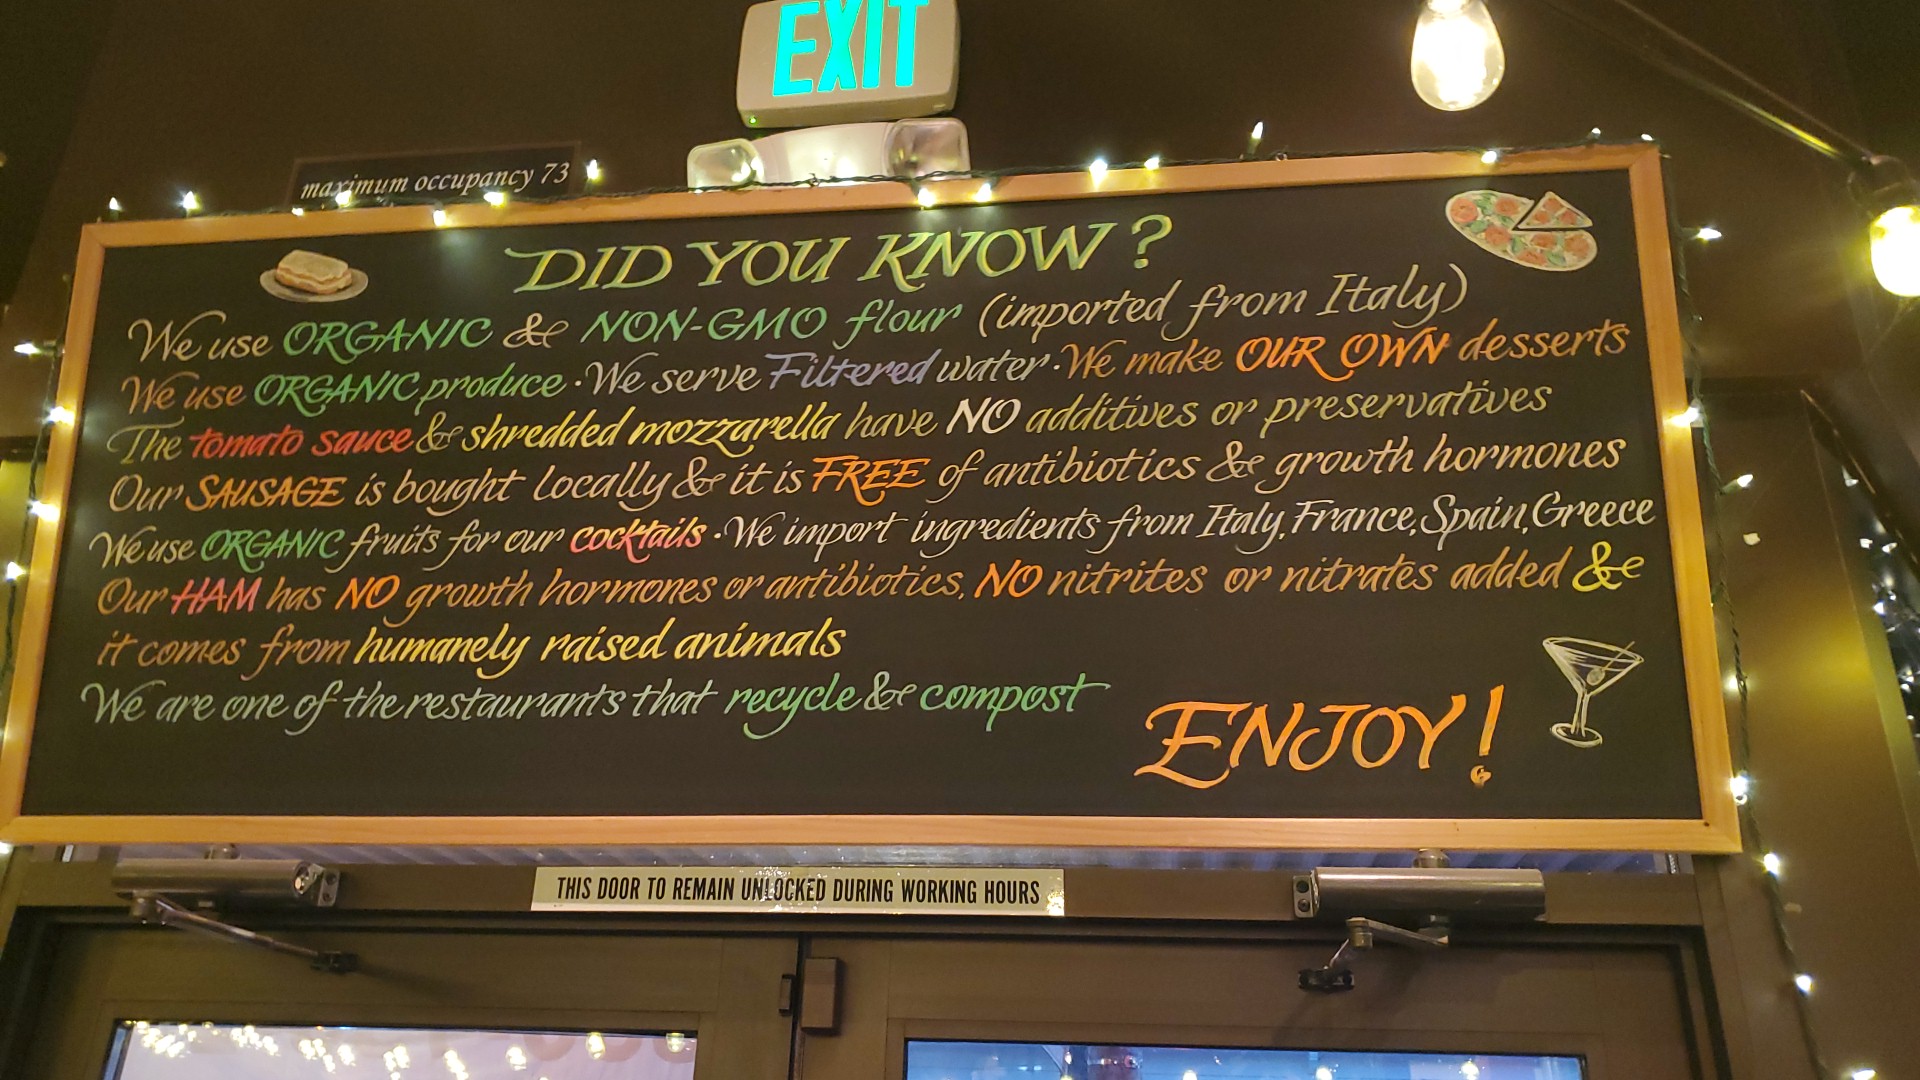 EXIT
maximum occupancy 73
DID YOU KNOW?
We use ORGANIC & NON-GMO flour (imported from Italy)
We use ORGANIC produce · We serve Filtered water · We make OUR OWN desserts
The tomato sauce & shredded mozzarella have NO additives or preservatives
Our SAUSAGE is bought locally & it is FREE of antibiotics & growth hormones
We use ORGANIC fruits for our cocktails · We import ingredients from Italy, France, Spain, Greece
Our HAM has NO growth hormones or antibiotics, NO nitrites or nitrates added &
it comes from humanely raised animals
We are one of the restaurants that recycle & compost
ENJOY!
THIS DOOR TO REMAIN UNLOCKED DURING WORKING HOURS